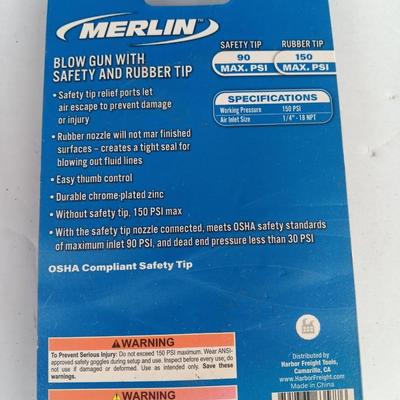 MERLIN™
BLOW GUN WITH
SAFETY AND RUBBER TIP
SAFETY TIP
90
MAX. PSI
RUBBER TIP
150
MAX. PSI
SPECIFICATIONS
Working Pressure 150 PSI
Air Inlet Size 1/4" - 18 NPT
• Safety tip relief ports let
air escape to prevent damage
or injury
• Rubber nozzle will not mar finished
surfaces – creates a tight seal for
blowing out fluid lines
• Easy thumb control
• Durable chrome-plated zinc
• Without safety tip, 150 PSI max
• With the safety tip nozzle connected, meets OSHA safety standards
of maximum inlet 90 PSI, and dead end pressure less than 30 PSI
OSHA Compliant Safety Tip
WARNING
To Prevent Serious Injury: Do not exceed 150 PSI maximum. Wear ANSI-
approved safety goggles during setup and use. Inspect before every use; do
not use if damaged or deformed. Use as intended only. Save these
warnings.
WARNING
Distributed by
Harbor Freight Tools,
Camarillo, CA
www.HarborFreight.com
Made in China